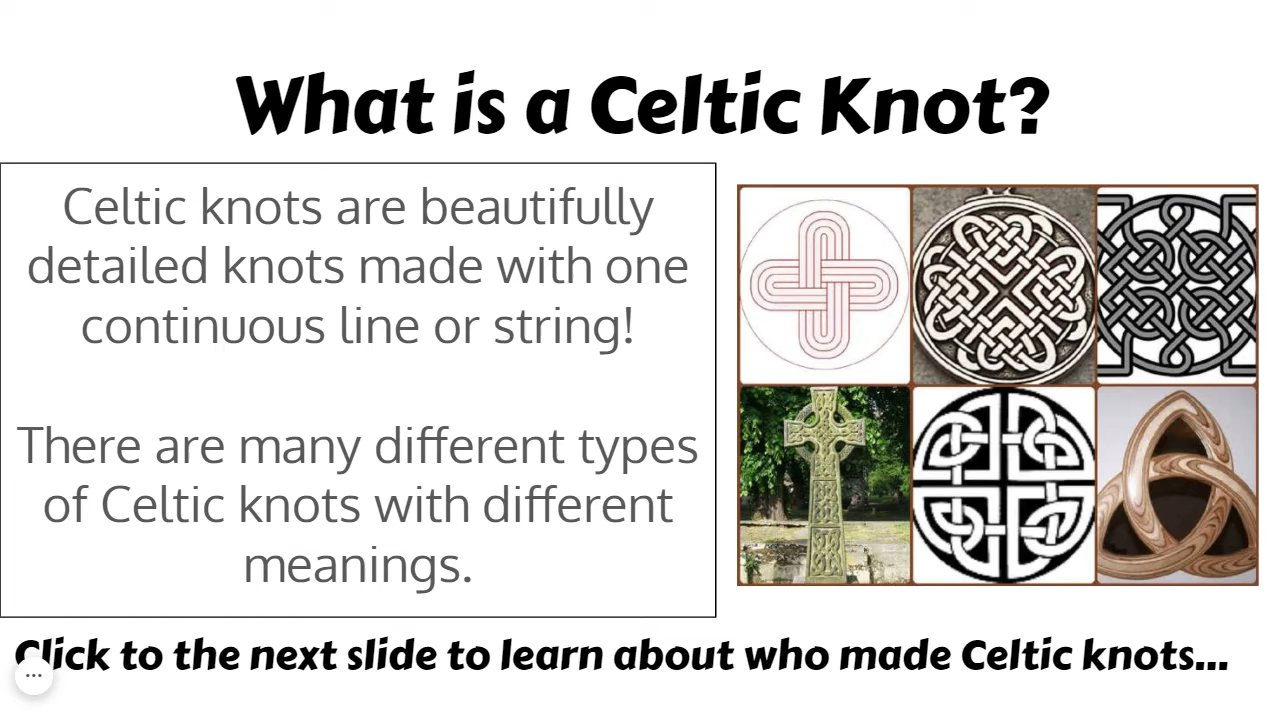 What is a Celtic Knot?
Celtic knots are beautifully
detailed knots made with one
continuous line or string!
There are many different types
of Celtic knots with different
meanings.
Click to the next slide to learn about who made Celtic knots...